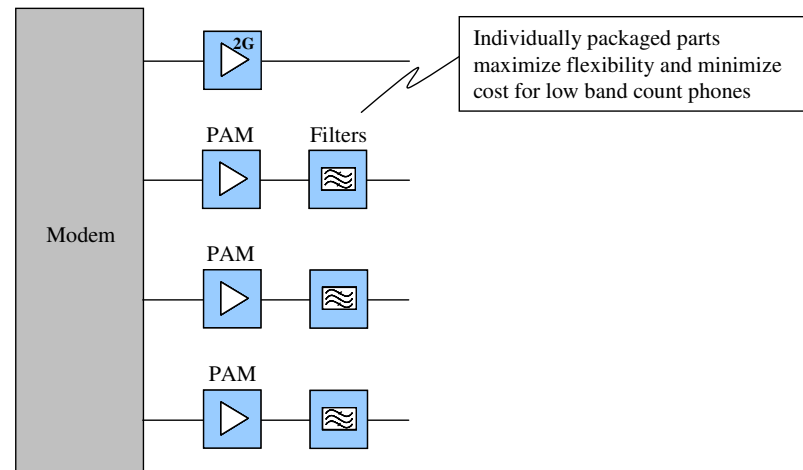 2G
Individually packaged parts
maximize flexibility and minimize
cost for low band count phones
PAM
Filters
Modem
PAM
PAM